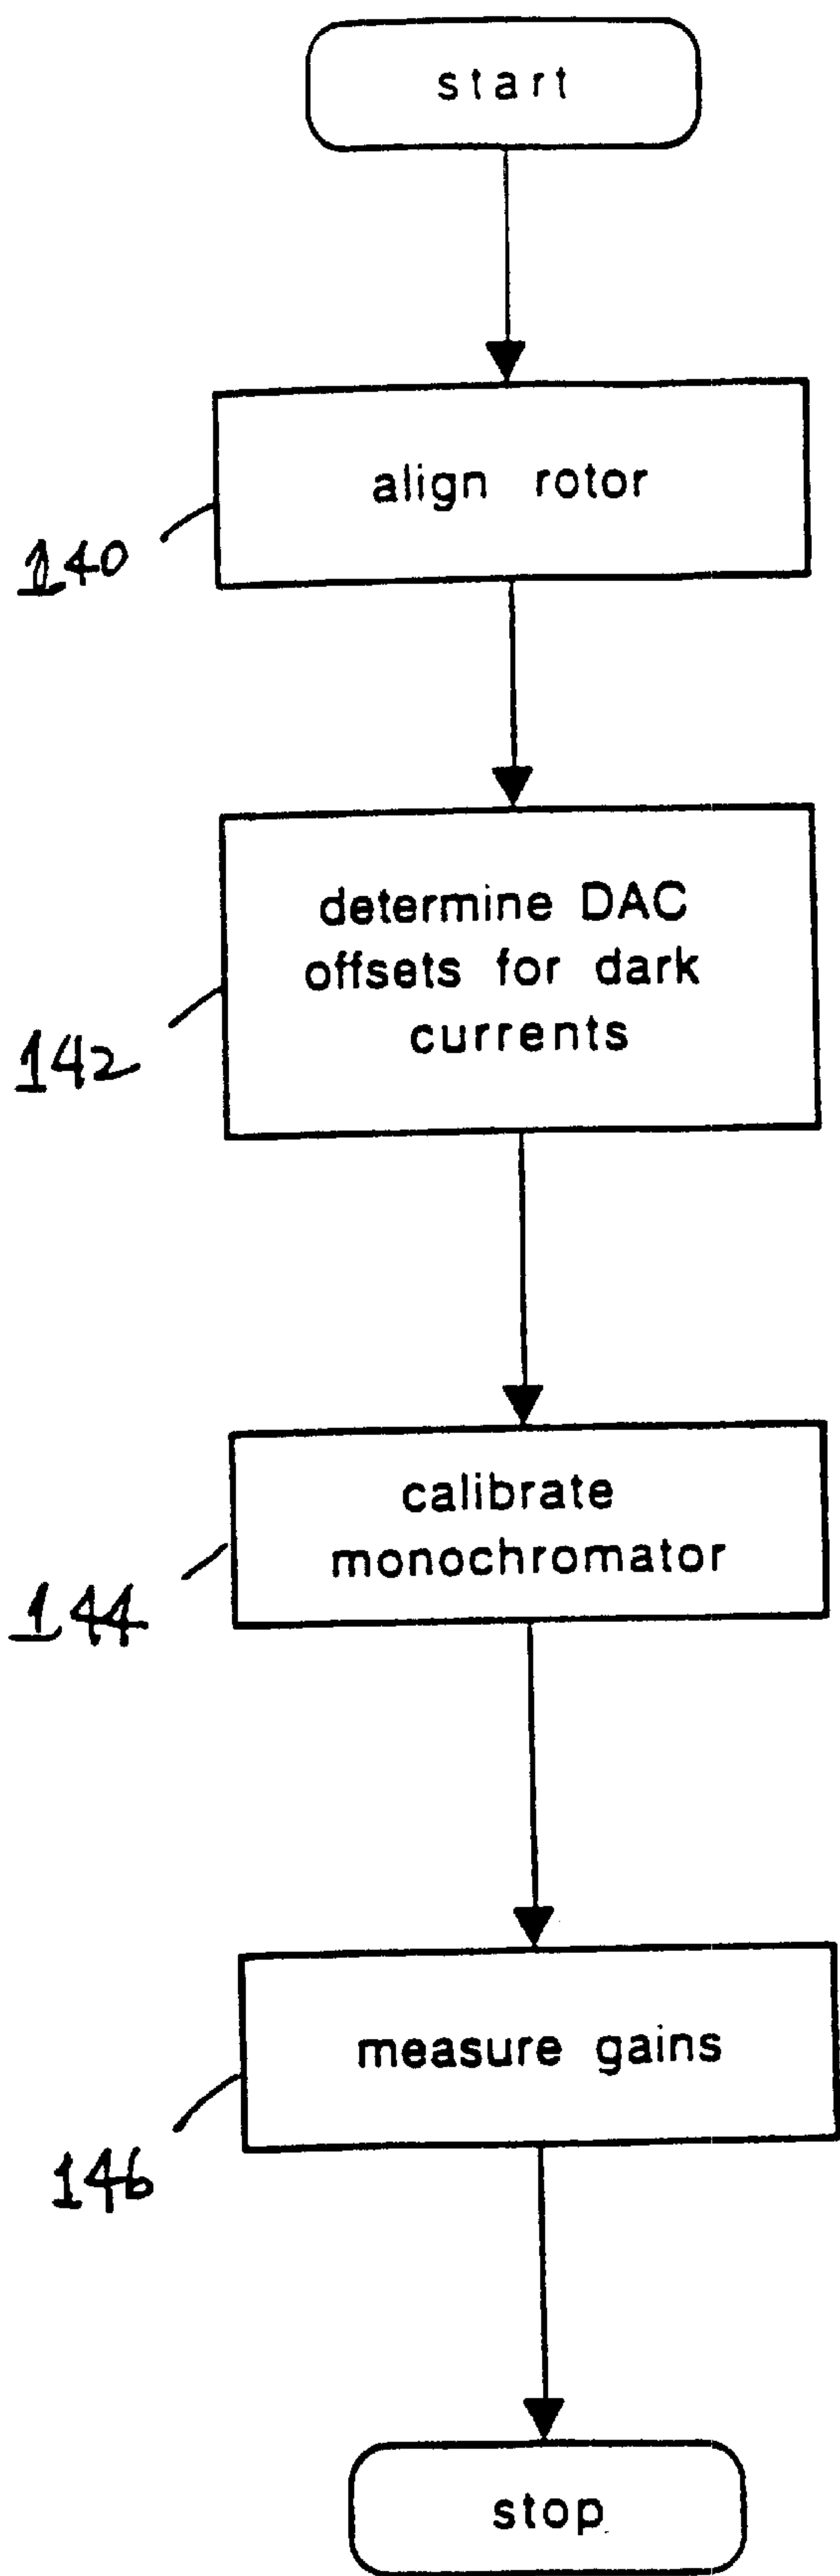 start
align rotor
140
determine DAC
offsets for dark
currents
142
calibrate
monochromator
144
measure gains
146
stop